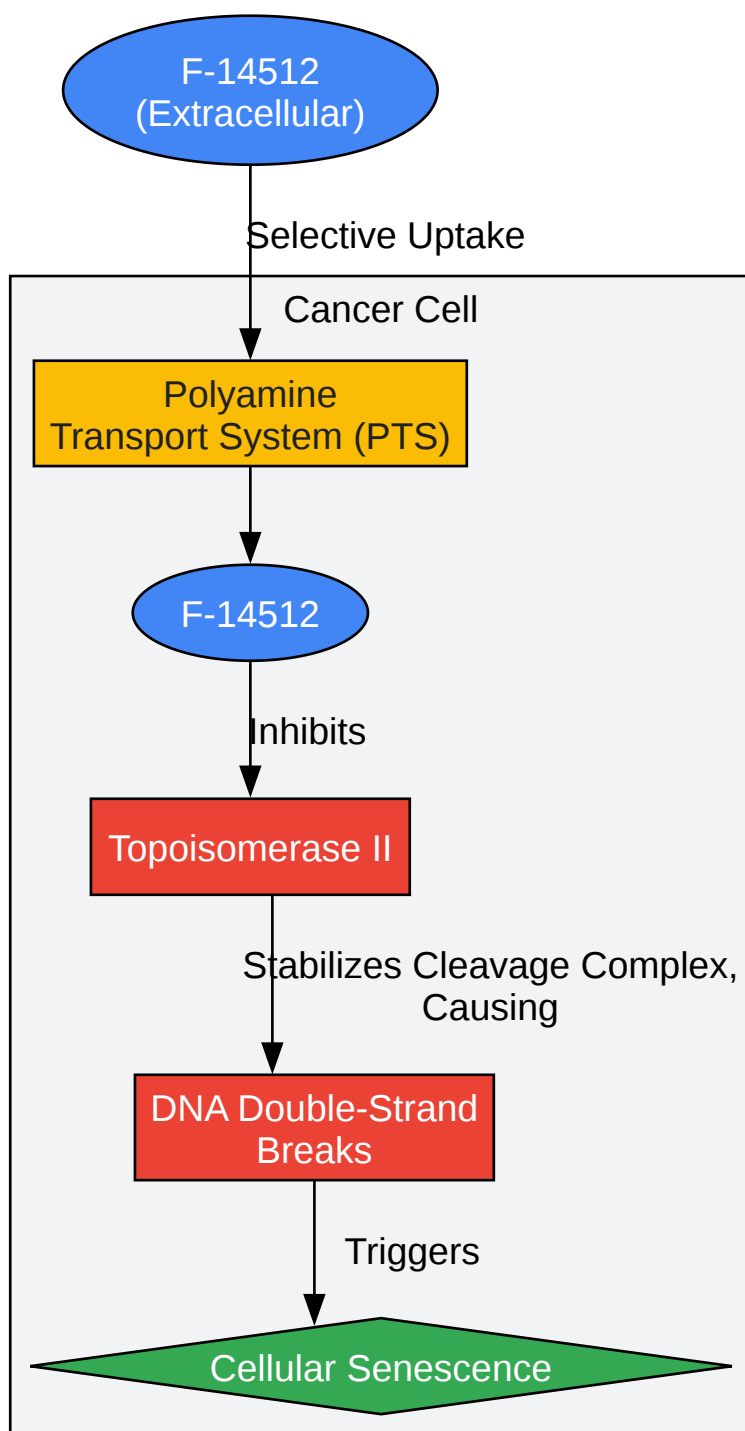 F-14512
(Extracellular)
Selective Uptake
Cancer Cell
Polyamine
Transport System (PTS)
F-14512
Inhibits
Topoisomerase II
Stabilizes Cleavage Complex,
Causing
DNA Double-Strand
Breaks
Triggers
Cellular Senescence